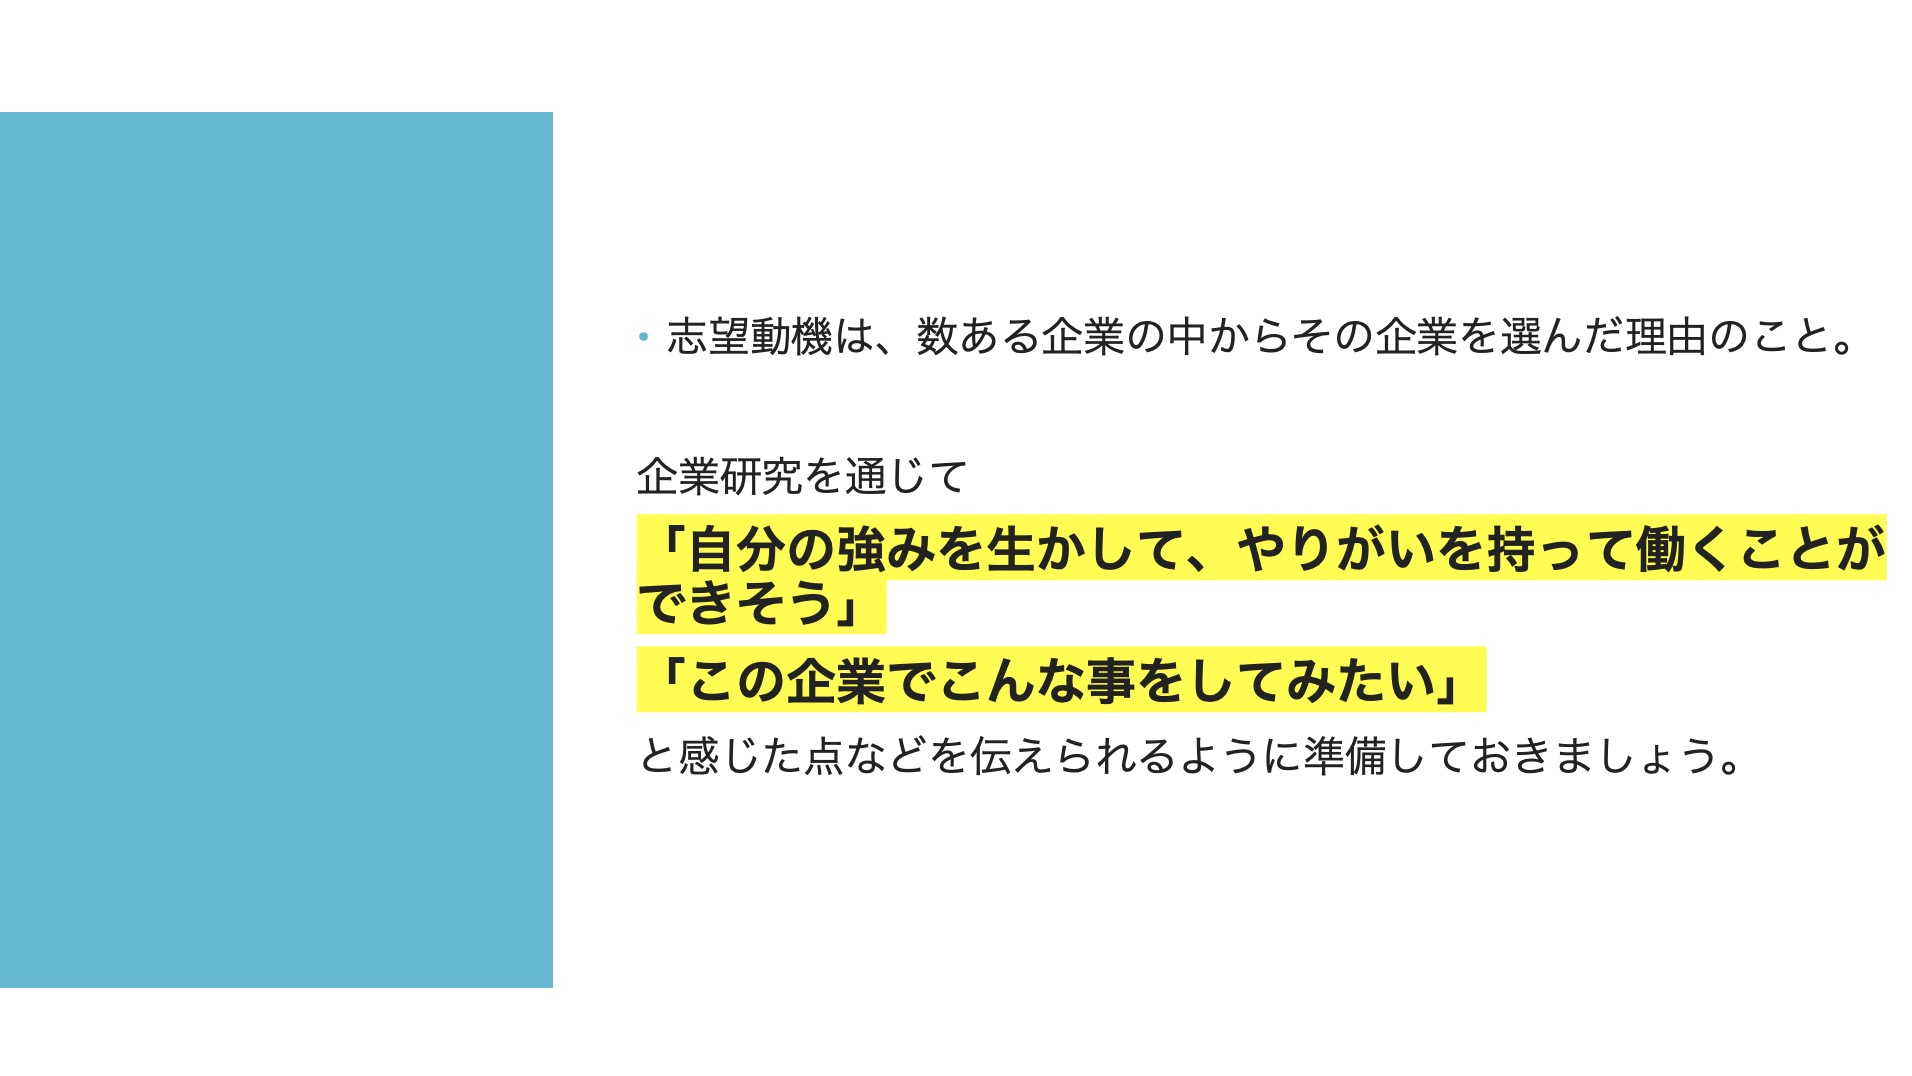 ・志望動機は、数ある企業の中からその企業を選んだ理由のこと。
企業研究を通じて
「自分の強みを生かして、やりがいを持って働くことが
できそう」
「この企業でこんな事をしてみたい」
と感じた点などを伝えられるように準備しておきましょう。